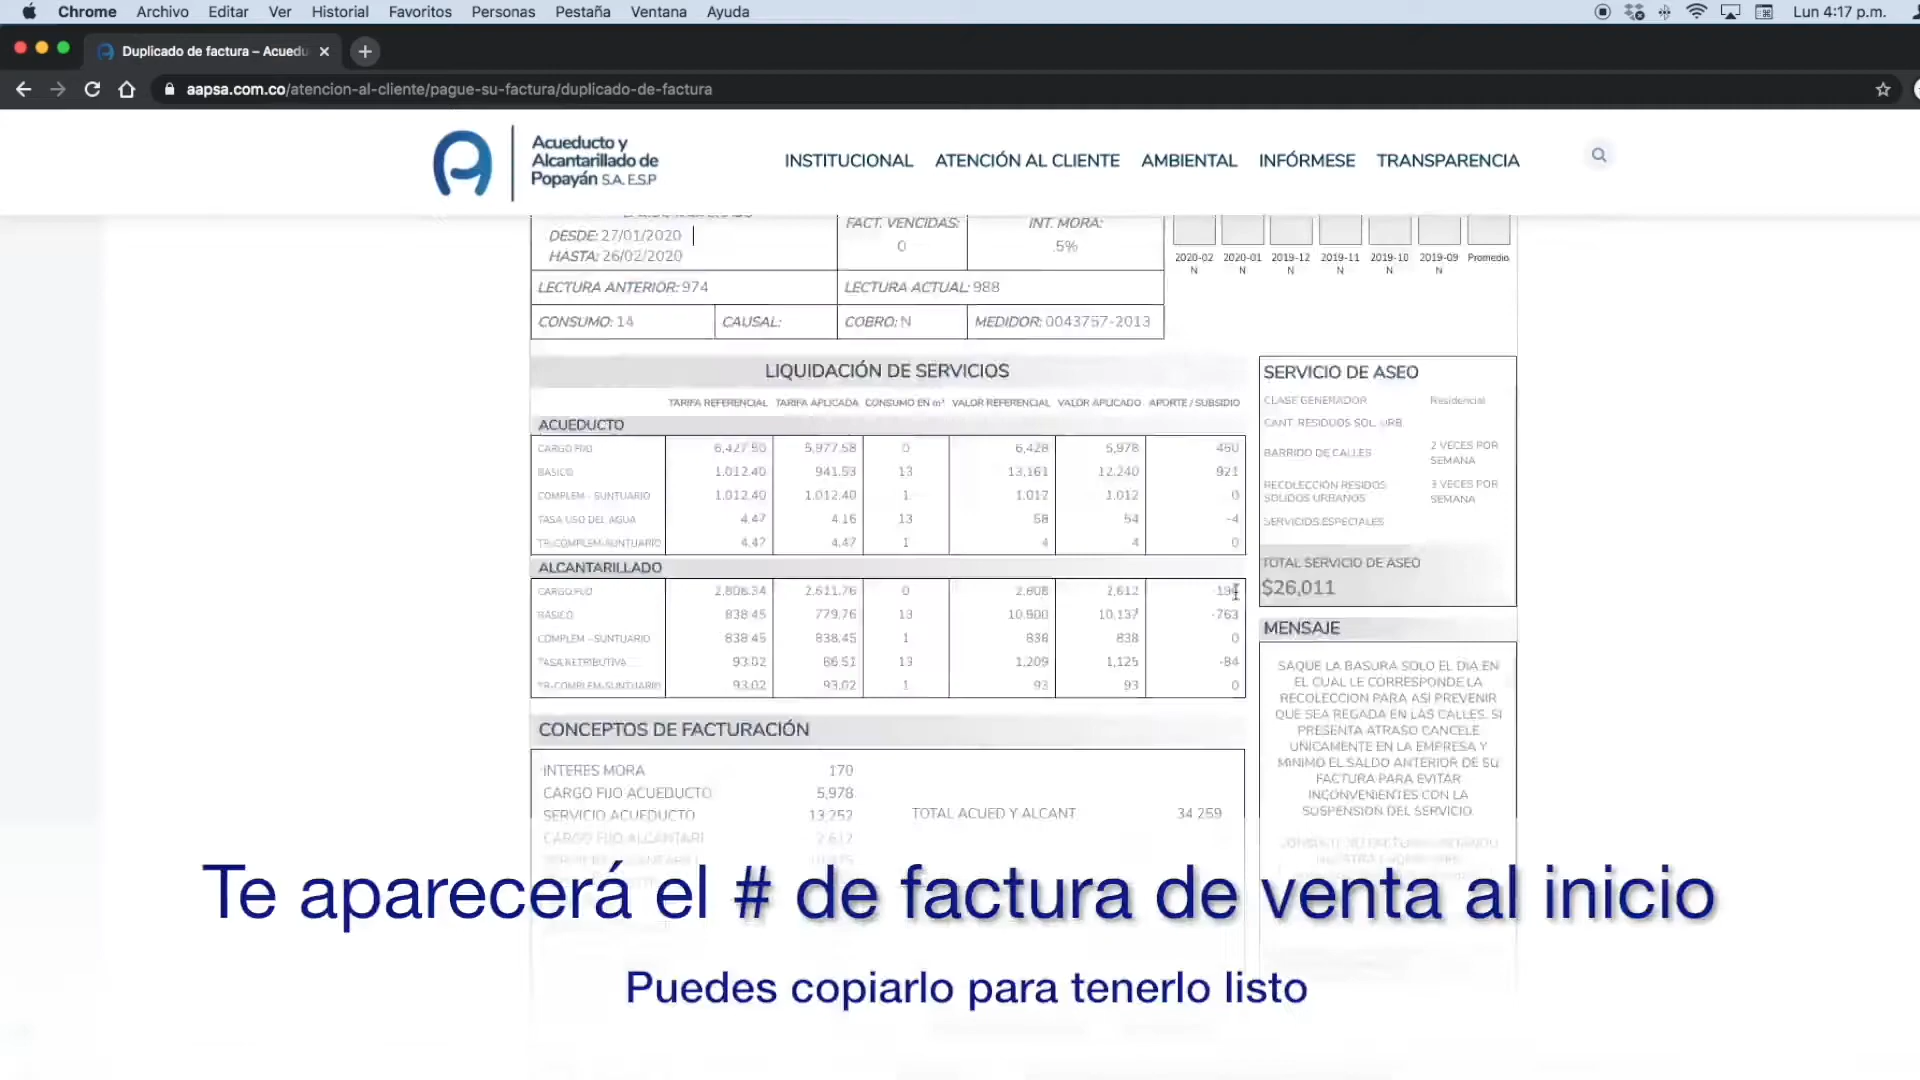 Chrome Archivo Editar Ver Historial Favoritos Personas Pestaña Ventana Ayuda Lun 4:17 p.m.
Duplicado de factura – Acuedu
aapsa.com.co/atencion-al-cliente/pague-su-factura/duplicado-de-factura
Acueducto y
Alcantarillado de
Popayán S.A. E.S.P
INSTITUCIONAL ATENCIÓN AL CLIENTE AMBIENTAL INFÓRMESE TRANSPARENCIA
DESDE: 27/01/2020
HASTA: 26/02/2020
FACT. VENCIDAS:
0
INT. MORA:
.5%
2020-02 2020-01 2019-12 2019-11 2019-10 2019-09 Promedio
N N N N N N
LECTURA ANTERIOR: 974 LECTURA ACTUAL: 988
CONSUMO: 14 CAUSAL: COBRO: N MEDIDOR: 0043757-2013
LIQUIDACIÓN DE SERVICIOS
TARIFA REFERENCIAL TARIFA APLICADA CONSUMO EN m³ VALOR REFERENCIAL VALOR APLICADO APORTE / SUBSIDIO
ACUEDUCTO
CARGO FIJO 6,427.50 5,977.58 0 6,428 5,978 -450
BASICO 1,012.40 941.53 13 13,161 12,240 921
COMPLEM - SUNTUARIO 1,012.40 1,012.40 1 1,012 1,012 0
TASA USO DEL AGUA 4.47 4.16 13 58 54 -4
TR-COMPLEM-SUNTUARIO 4.47 4.47 1 4 4 0
ALCANTARILLADO
CARGO FIJO 2,808.34 2,611.76 0 2,808 2,612
BASICO 838.45 779.76 13 10,900 10,137 -763
COMPLEM - SUNTUARIO 838.45 838.45 1 838 838 0
TASA RETRIBUTIVA 93.02 86.51 13 1,209 1,125 -84
TR-COMPLEM-SUNTUARIO 93.02 93.02 1 93 93 0
SERVICIO DE ASEO
CLASE GENERADOR Residencial
CANT RESIDUOS SOL. URB.
BARRIDO DE CALLES 2 VECES POR
SEMANA
RECOLECCIÓN RESIDOS
SOLIDOS URBANOS
3 VECES POR
SEMANA
SERVICIOS ESPECIALES
TOTAL SERVICIO DE ASEO
$26,011
MENSAJE
SAQUE LA BASURA SOLO EL DIA EN
EL CUAL LE CORRESPONDE LA
RECOLECCION PARA ASI PREVENIR
QUE SEA REGADA EN LAS CALLES. SI
PRESENTA ATRASO CANCELE
UNICAMENTE EN LA EMPRESA Y
MINIMO EL SALDO ANTERIOR DE SU
FACTURA PARA EVITAR
INCONVENIENTES CON LA
SUSPENSION DEL SERVICIO.
CONCEPTOS DE FACTURACIÓN
INTERES MORA 170
CARGO FIJO ACUEDUCTO 5,978
SERVICIO ACUEDUCTO 13,252
CARGO FIJO ALCANTARI 2,612
TOTAL ACUED Y ALCANT 34,259
Te aparecerá el # de factura de venta al inicio
Puedes copiarlo para tenerlo listo